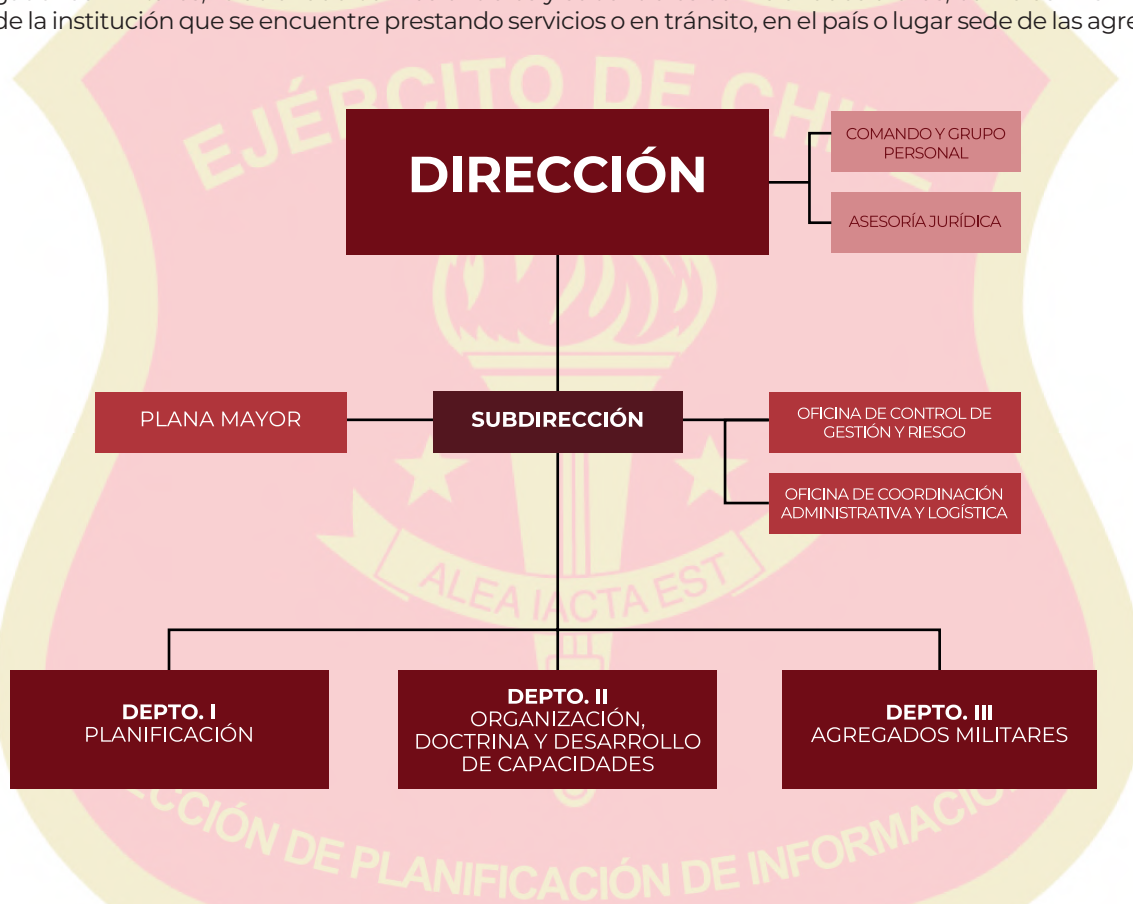 de la institución que se encuentre prestando servicios o en tránsito, en el país o lugar sede de las agre
EJÉRCITO DE
DIRECCIÓN
COMANDO Y GRUPO
PERSONAL
ASESORÍA JURÍDICA
PLANA MAYOR
SUBDIRECCIÓN
OFICINA DE CONTROL DE
GESTIÓN Y RIESGO
OFICINA DE COORDINACIÓN
ADMINISTRATIVA Y LOGÍSTICA
ALEA IACTA EST
DEPTO. I
PLANIFICACIÓN
DEPTO. II
ORGANIZACIÓN,
DOCTRINA Y DESARROLLO
DE CAPACIDADES
DEPTO. III
AGREGADOS MILITARES
CCIÓN DE PLANIFICACIÓN DE INFORMACIO